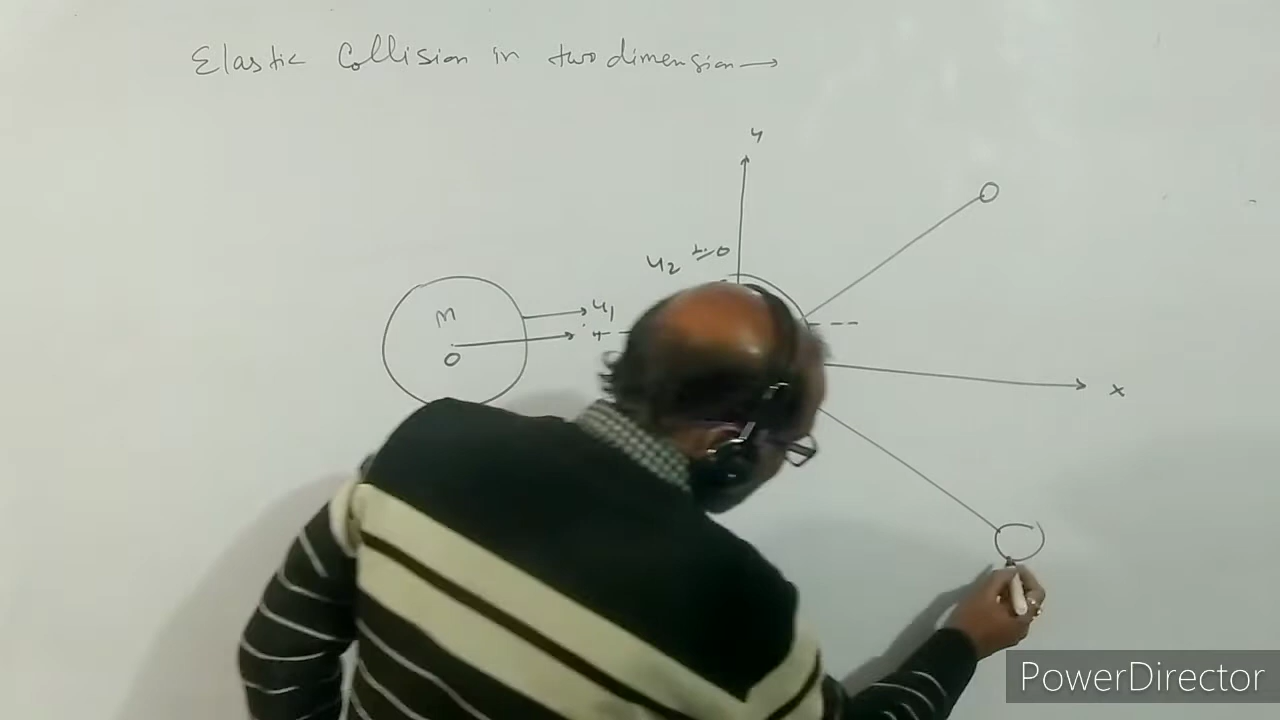 Elastic Collision in two dimension →
y
u₂ = 0
M
u₁
O
x
PowerDirector